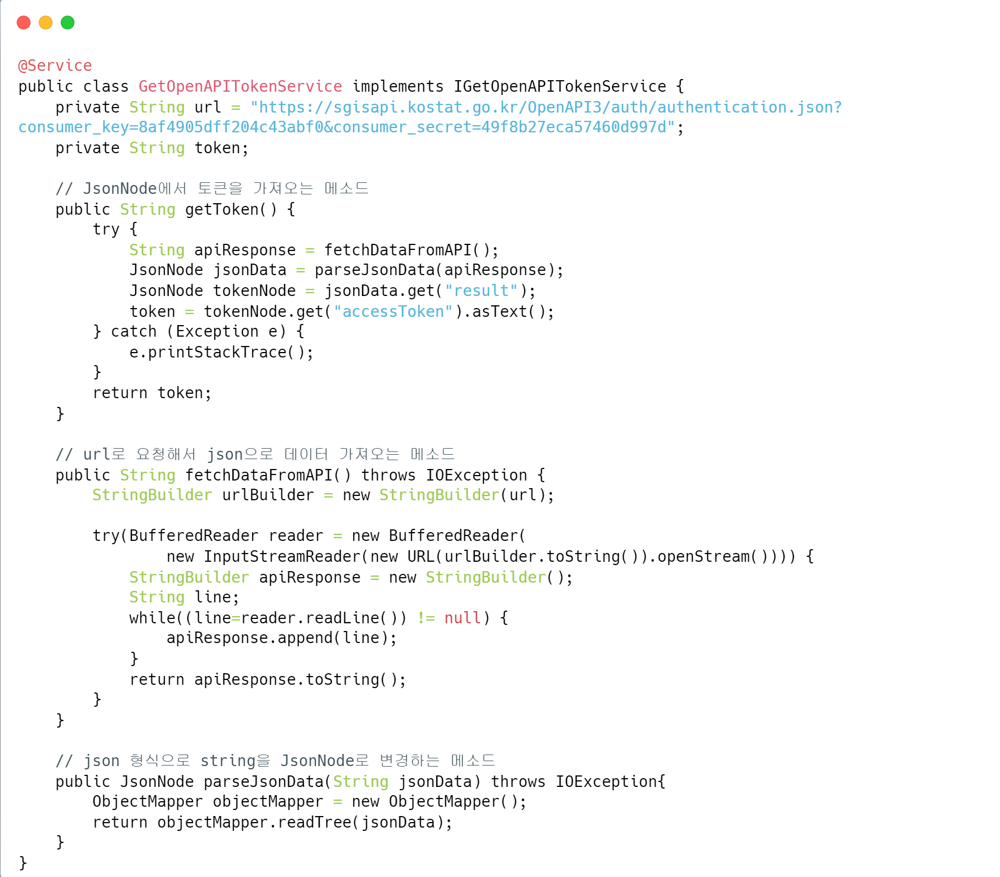 @Service
public class GetOpenAPITokenService implements IGetOpenAPITokenService {
    private String url = "https://sgisapi.kostat.go.kr/OpenAPI3/auth/authentication.json?
consumer_key=8af4905dff204c43abf0&consumer_secret=49f8b27eca57460d997d";
    private String token;

    // JsonNode에서 토큰을 가져오는 메소드
    public String getToken() {
        try {
            String apiResponse = fetchDataFromAPI();
            JsonNode jsonData = parseJsonData(apiResponse);
            JsonNode tokenNode = jsonData.get("result");
            token = tokenNode.get("accessToken").asText();
        } catch (Exception e) {
            e.printStackTrace();
        }
        return token;
    }

    // url로 요청해서 json으로 데이터 가져오는 메소드
    public String fetchDataFromAPI() throws IOException {
        StringBuilder urlBuilder = new StringBuilder(url);

        try(BufferedReader reader = new BufferedReader(
                new InputStreamReader(new URL(urlBuilder.toString()).openStream()))) {
            StringBuilder apiResponse = new StringBuilder();
            String line;
            while((line=reader.readLine()) != null) {
                apiResponse.append(line);
            }
            return apiResponse.toString();
        }
    }

    // json 형식으로 string을 JsonNode로 변경하는 메소드
    public JsonNode parseJsonData(String jsonData) throws IOException{
        ObjectMapper objectMapper = new ObjectMapper();
        return objectMapper.readTree(jsonData);
    }
}